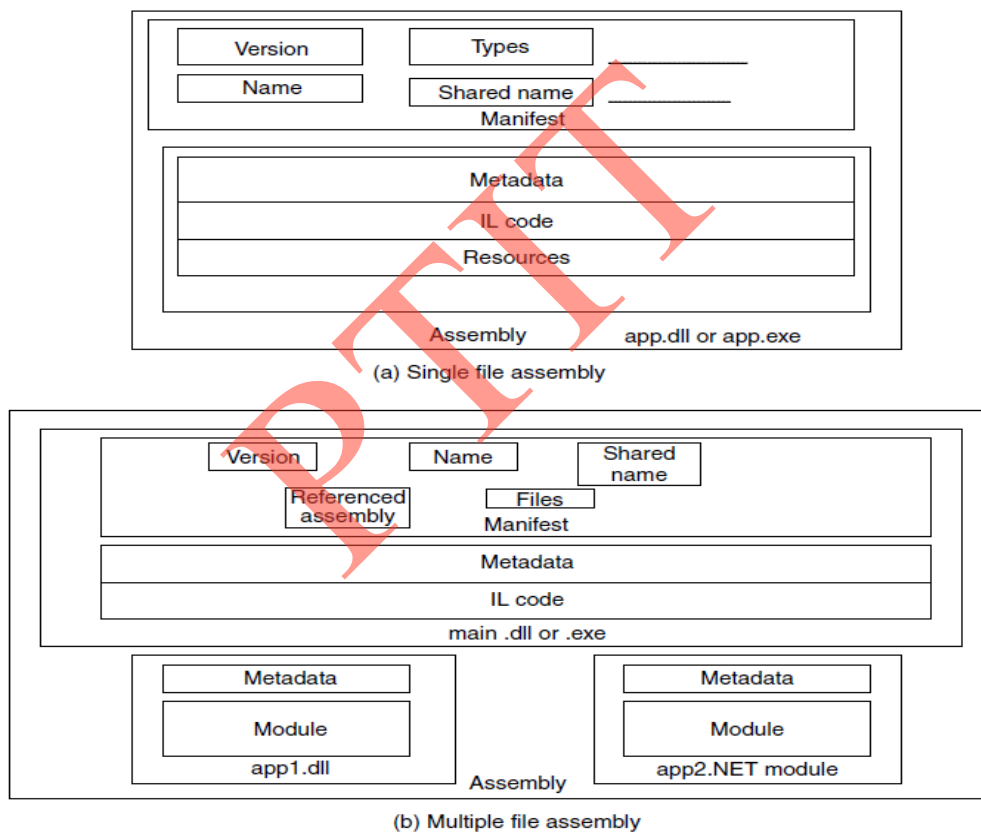 Version Types
Name Shared name
Manifest
Metadata
IL code
Resources
Assembly app.dll or app.exe
(a) Single file assembly
Version Name Shared
name
Referenced
assembly
Files
Manifest
Metadata
IL code
main .dll or .exe
Metadata
Module
app1.dll
Metadata
Module
app2.NET module
Assembly
(b) Multiple file assembly
PTIT